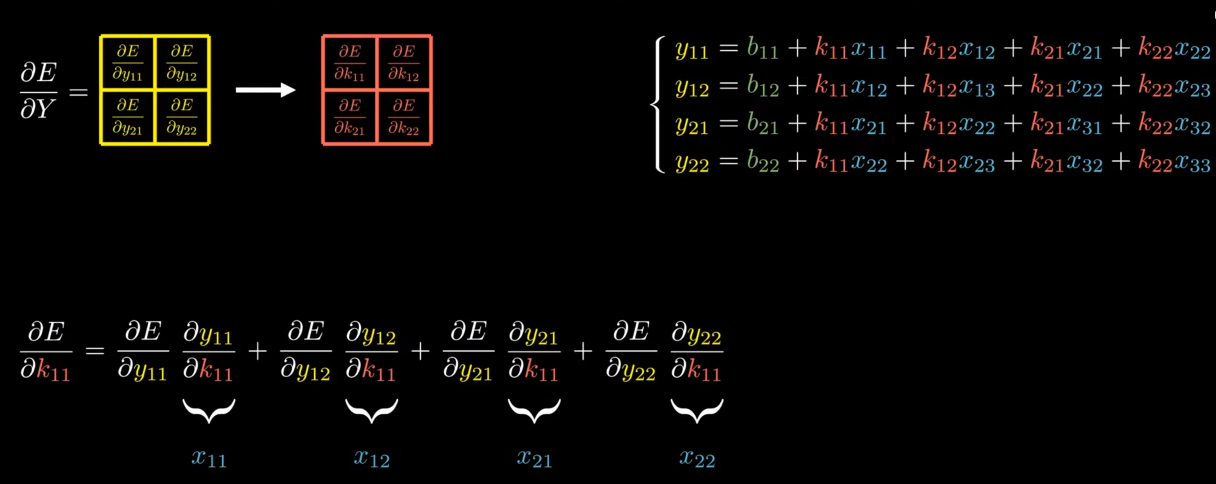 ∂E/∂Y = ∂E/∂y₁₁ ∂E/∂y₁₂ ∂E/∂k₁₁ ∂E/∂k₁₂
∂E/∂y₂₁ ∂E/∂y₂₂ ∂E/∂k₂₁ ∂E/∂k₂₂
y₁₁ = b₁₁ + k₁₁x₁₁ + k₁₂x₁₂ + k₂₁x₂₁ + k₂₂x₂₂
y₁₂ = b₁₂ + k₁₁x₁₂ + k₁₂x₁₃ + k₂₁x₂₂ + k₂₂x₂₃
y₂₁ = b₂₁ + k₁₁x₂₁ + k₁₂x₂₂ + k₂₁x₃₁ + k₂₂x₃₂
y₂₂ = b₂₂ + k₁₁x₂₂ + k₁₂x₂₃ + k₂₁x₃₂ + k₂₂x₃₃
∂E/∂k₁₁ = ∂E/∂y₁₁ ∂y₁₁/∂k₁₁ + ∂E/∂y₁₂ ∂y₁₂/∂k₁₁ + ∂E/∂y₂₁ ∂y₂₁/∂k₁₁ + ∂E/∂y₂₂ ∂y₂₂/∂k₁₁
x₁₁ x₁₂ x₂₁ x₂₂